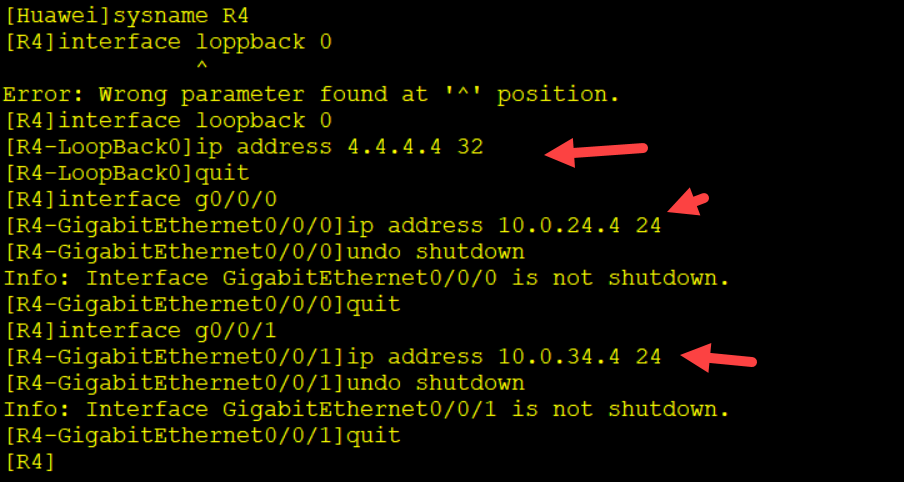 [Huawei]sysname R4
[R4]interface loppback 0
^
Error: Wrong parameter found at '^' position.
[R4]interface loopback 0
[R4-LoopBack0]ip address 4.4.4.4 32
[R4-LoopBack0]quit
[R4]interface g0/0/0
[R4-GigabitEthernet0/0/0]ip address 10.0.24.4 24
[R4-GigabitEthernet0/0/0]undo shutdown
Info: Interface GigabitEthernet0/0/0 is not shutdown.
[R4-GigabitEthernet0/0/0]quit
[R4]interface g0/0/1
[R4-GigabitEthernet0/0/1]ip address 10.0.34.4 24
[R4-GigabitEthernet0/0/1]undo shutdown
Info: Interface GigabitEthernet0/0/1 is not shutdown.
[R4-GigabitEthernet0/0/1]quit
[R4]